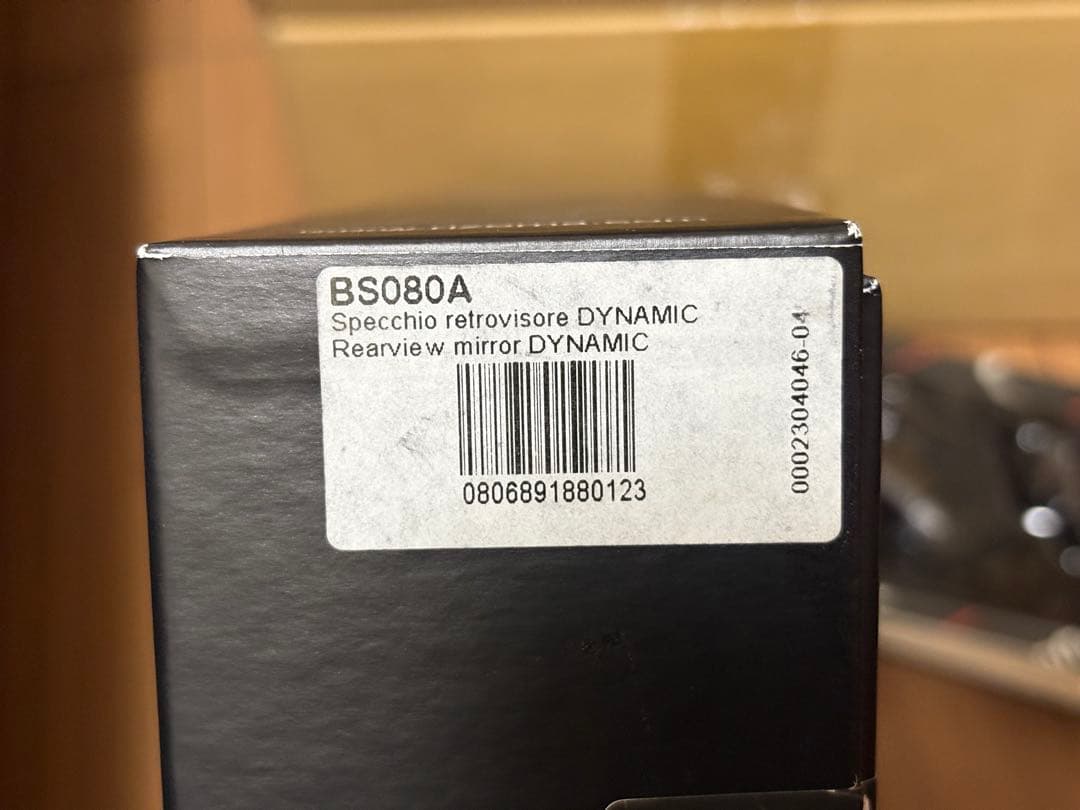 BS080A
Specchio retrovisore DYNAMIC
Rearview mirror DYNAMIC
0806891880123
0002304046-04